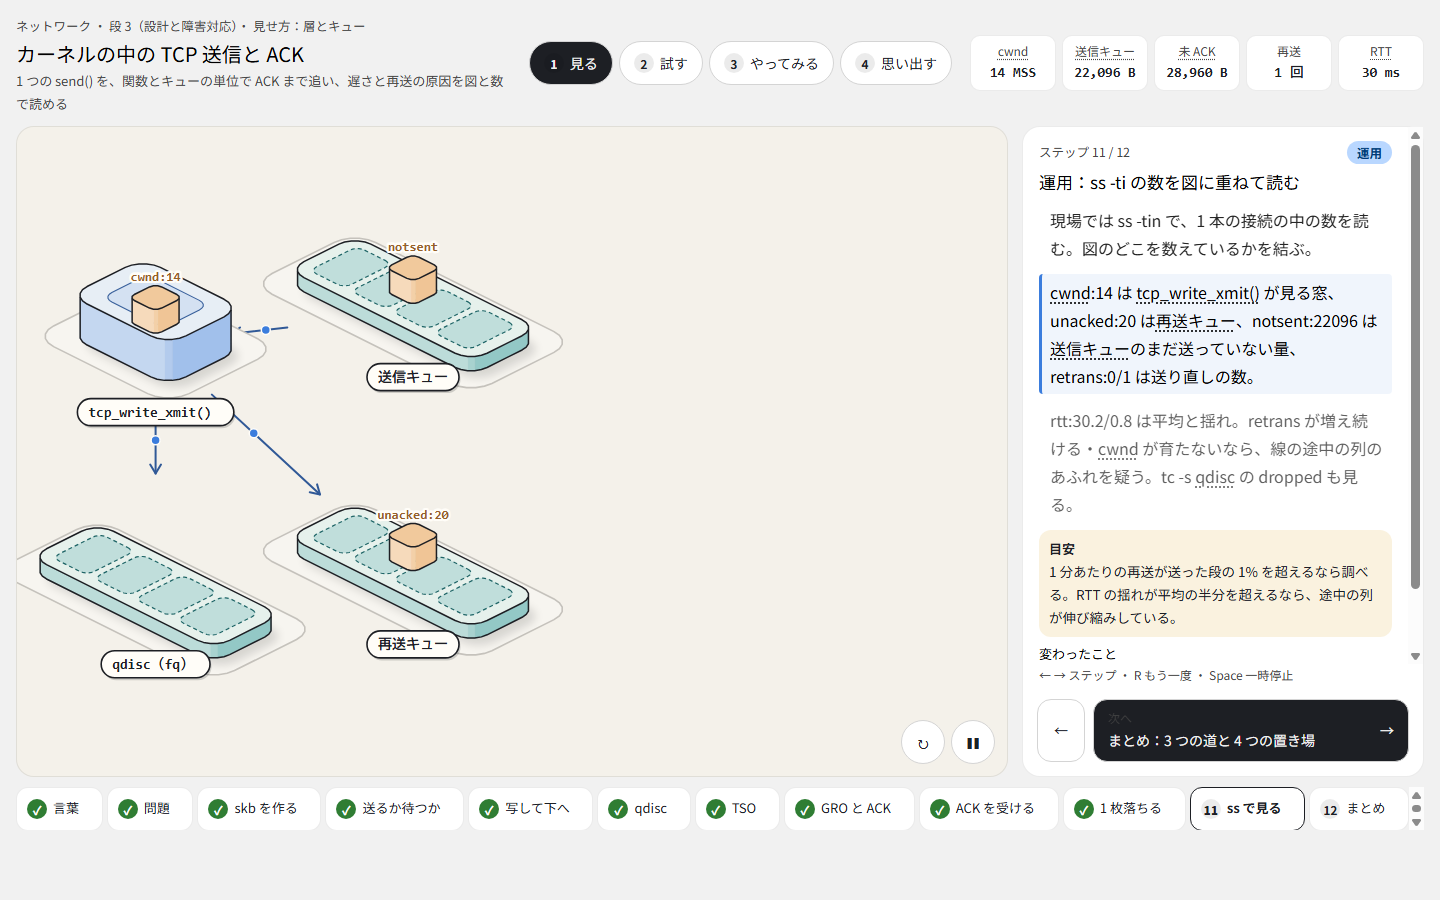 ネットワーク ・ 段 3（設計と障害対応）・ 見せ方：層とキュー
カーネルの中の TCP 送信と ACK
1 つの send() を、関数とキューの単位で ACK まで追い、遅さと再送の原因を図と数
で読める
1 見る
2 試す
3 やってみる
4 思い出す
cwnd
14 MSS
送信キュー
22,096 B
未 ACK
28,960 B
再送
1 回
RTT
30 ms
cwnd:14
notsent
送信キュー
tcp_write_xmit()
unacked:20
再送キュー
qdisc（fq）
↻
ステップ 11 / 12
運用
運用：ss -ti の数を図に重ねて読む
現場では ss -tin で、1 本の接続の中の数を読
む。図のどこを数えているかを結ぶ。
cwnd:14 は tcp_write_xmit() が見る窓、
unacked:20 は再送キュー、notsent:22096 は
送信キューのまだ送っていない量、
retrans:0/1 は送り直しの数。
rtt:30.2/0.8 は平均と揺れ。retrans が増え続
ける・cwnd が育たないなら、線の途中の列の
あふれを疑う。tc -s qdisc の dropped も見
る。
目安
1 分あたりの再送が送った段の 1% を超えるなら調べ
る。RTT の揺れが平均の半分を超えるなら、途中の列
が伸び縮みしている。
変わったこと
←→ ステップ ・ R もう一度 ・ Space 一時停止
←
次へ
まとめ：3 つの道と 4 つの置き場 →
✓ 言葉
✓ 問題
✓ skb を作る
✓ 送るか待つか
✓ 写して下へ
✓ qdisc
✓ TSO
✓ GRO と ACK
✓ ACK を受ける
✓ 1 枚落ちる
11 ss で見る
12 まとめ